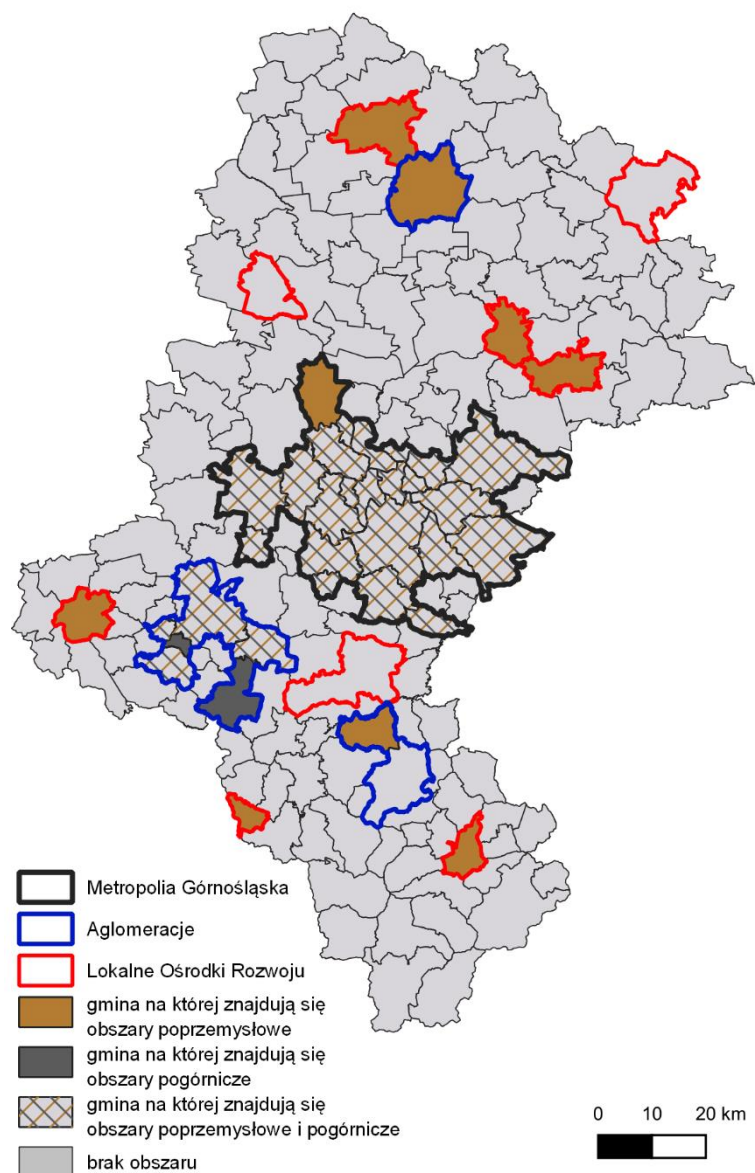 Metropolia Górnośląska
Aglomeracje
Lokalne Ośrodki Rozwoju
gmina na której znajdują się
obszary poprzemysłowe
gmina na której znajdują się
obszary pogórnicze
gmina na której znajdują się
obszary poprzemysłowe i pogórnicze
brak obszaru
0 10 20 km